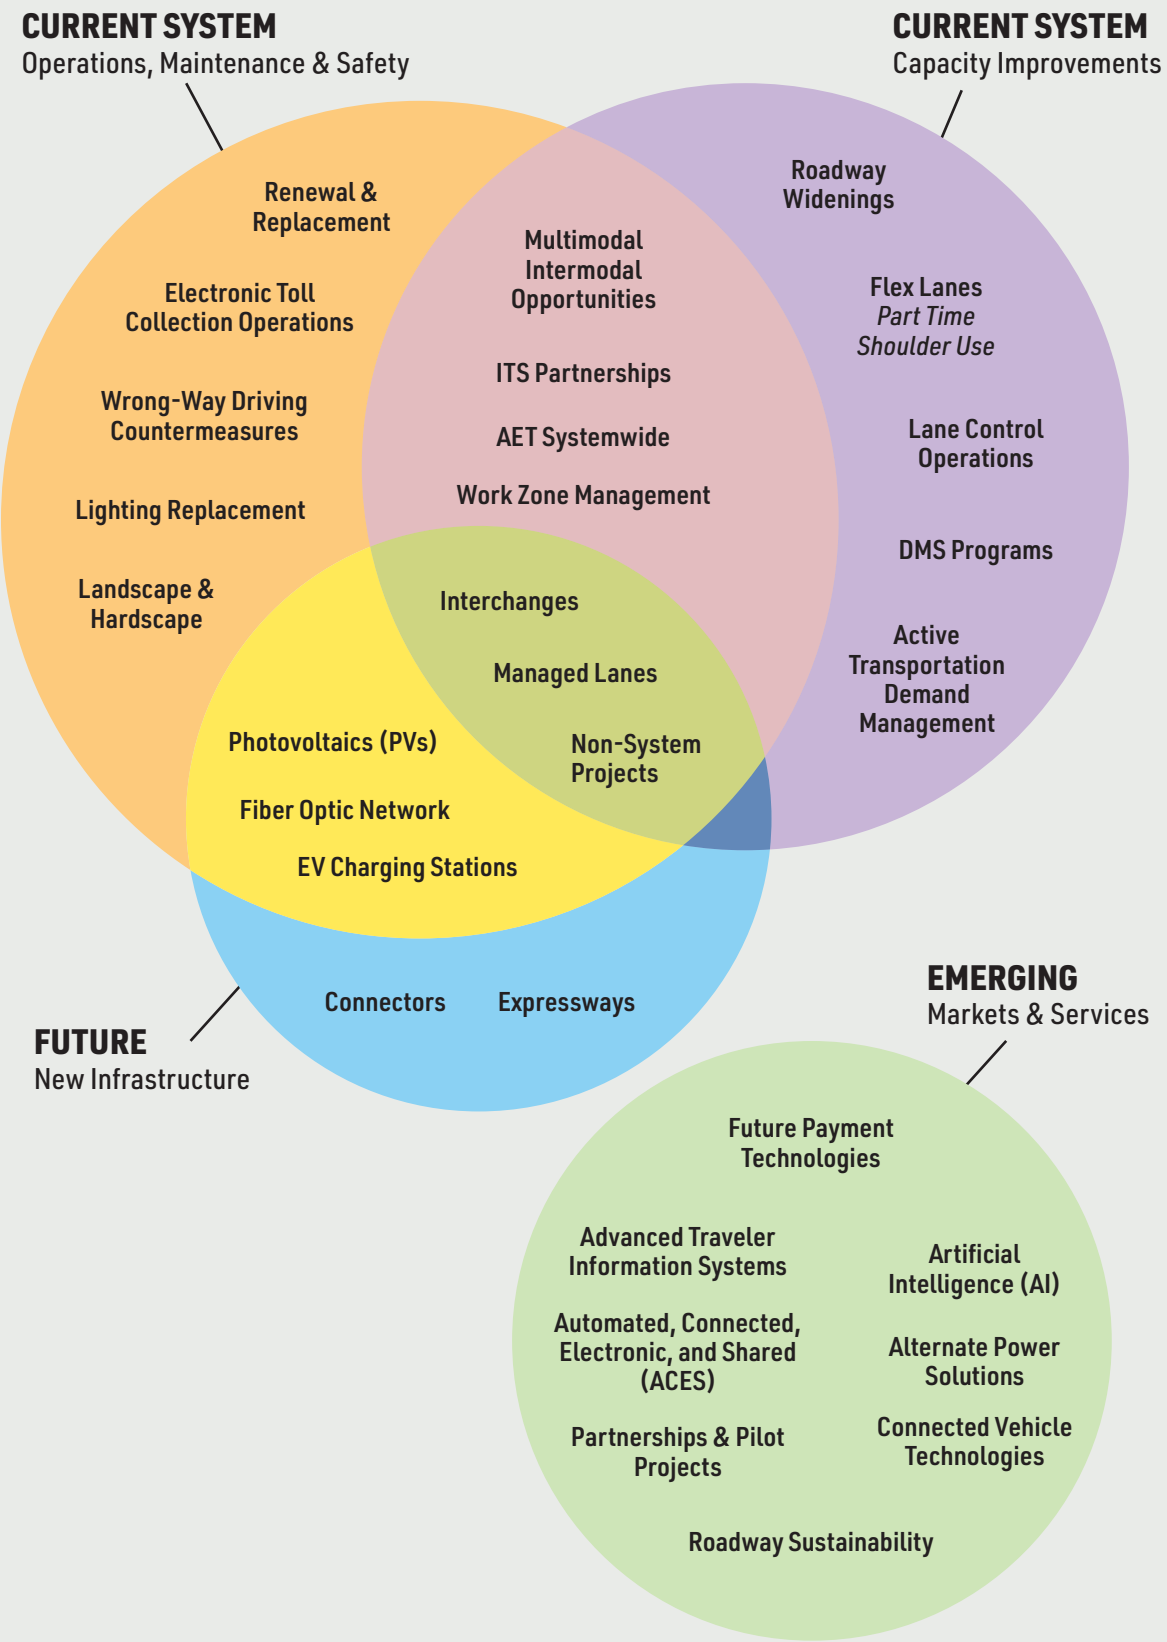 CURRENT SYSTEM
Operations, Maintenance & Safety
CURRENT SYSTEM
Capacity Improvements
Renewal &
Replacement
Electronic Toll
Collection Operations
Wrong-Way Driving
Countermeasures
Lighting Replacement
Landscape &
Hardscape
Multimodal
Intermodal
Opportunities
ITS Partnerships
AET Systemwide
Work Zone Management
Roadway
Widenings
Flex Lanes
Part Time
Shoulder Use
Lane Control
Operations
DMS Programs
Active
Transportation
Demand
Management
Interchanges
Managed Lanes
Non-System
Projects
Photovoltaics (PVs)
Fiber Optic Network
EV Charging Stations
Connectors
Expressways
FUTURE
New Infrastructure
EMERGING
Markets & Services
Future Payment
Technologies
Advanced Traveler
Information Systems
Automated, Connected,
Electronic, and Shared
(ACES)
Partnerships & Pilot
Projects
Artificial
Intelligence (AI)
Alternate Power
Solutions
Connected Vehicle
Technologies
Roadway Sustainability